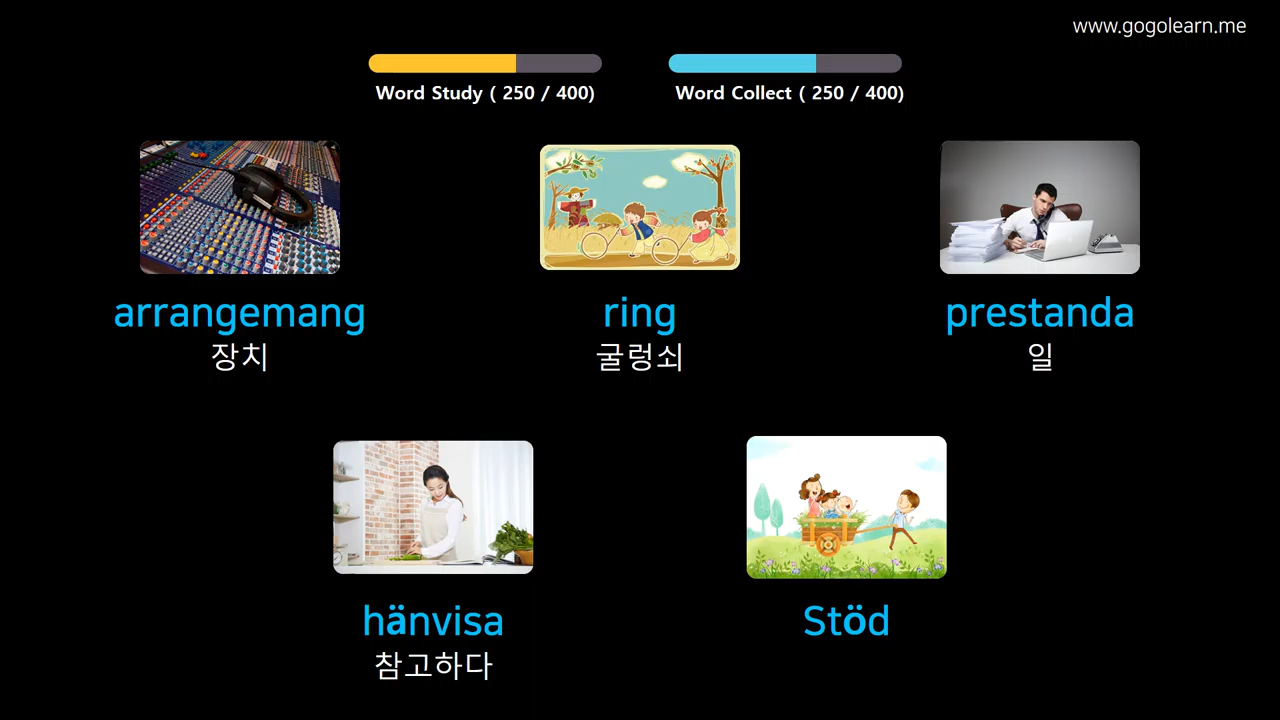 www.gogolearn.me
Word Study ( 250 / 400)
Word Collect ( 250 / 400)
arrangemang
장치
ring
굴렁쇠
prestanda
일
hänvisa
참고하다
Stöd